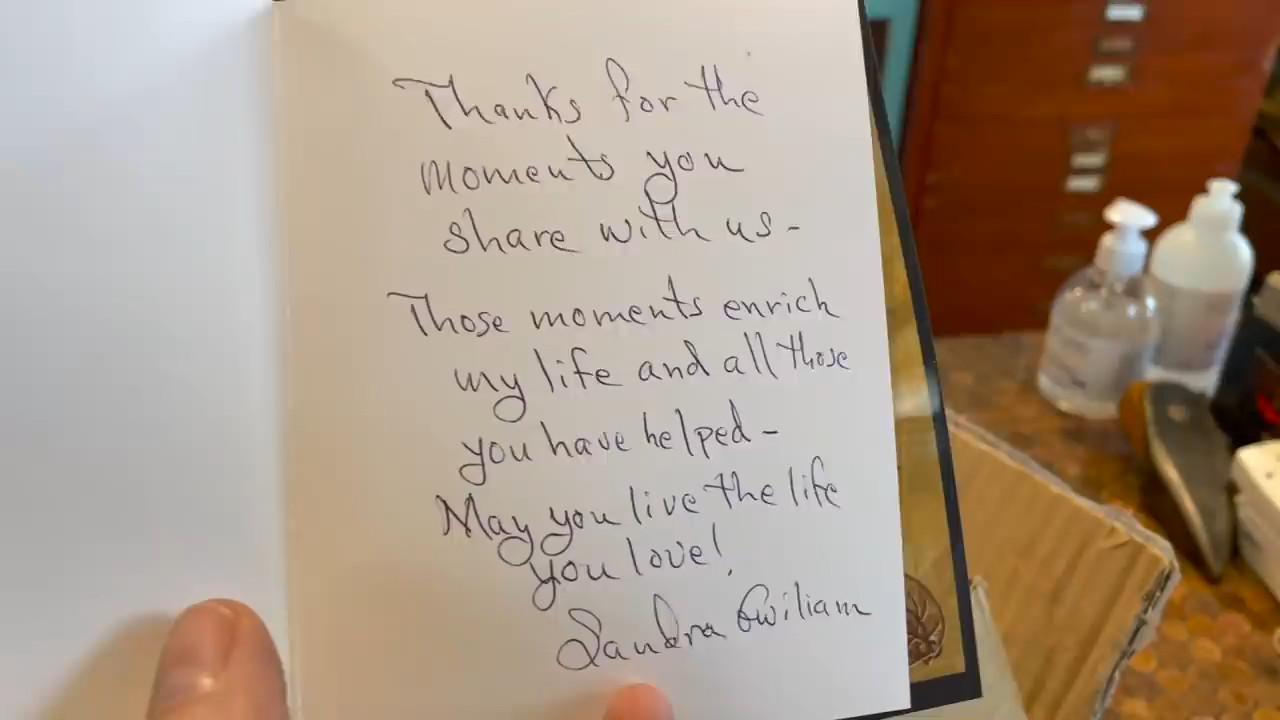 Thanks for the
moments you
share with us -
Those moments enrich
my life and all those
you have helped -
May you live the life
you love!
Sandra Gwiliam